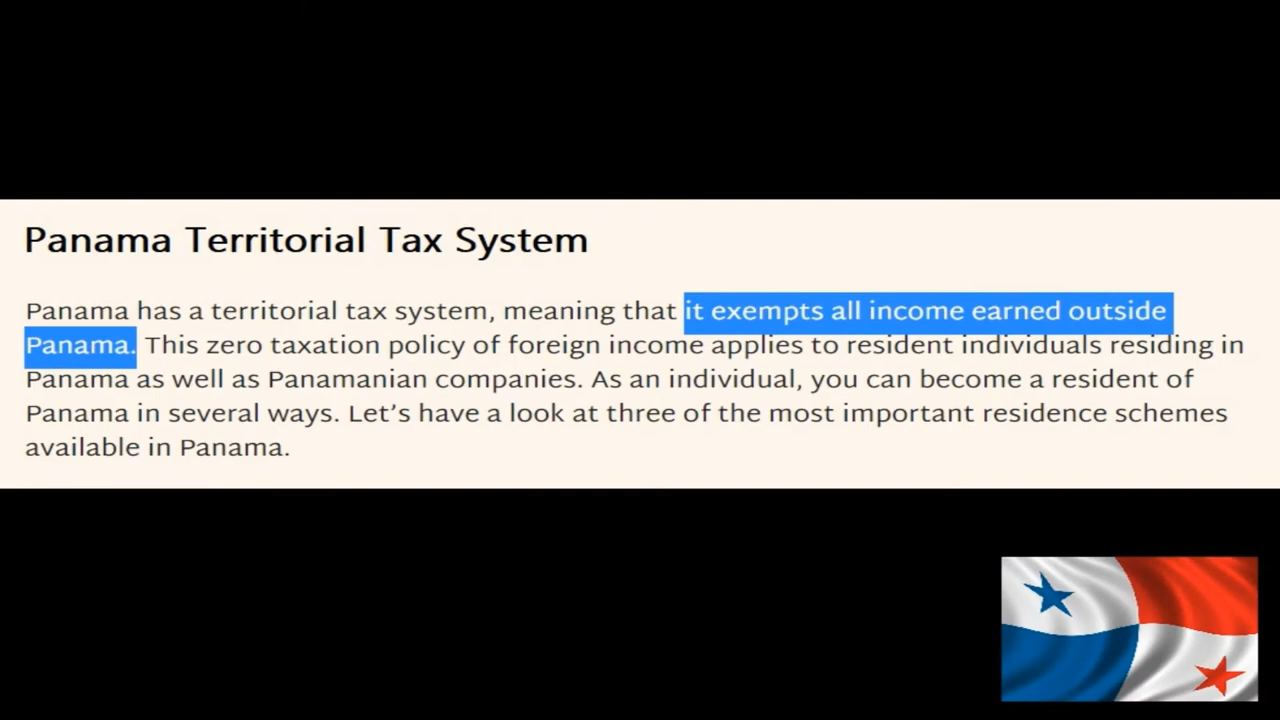 Panama Territorial Tax System
Panama has a territorial tax system, meaning that it exempts all income earned outside
Panama. This zero taxation policy of foreign income applies to resident individuals residing in
Panama as well as Panamanian companies. As an individual, you can become a resident of
Panama in several ways. Let’s have a look at three of the most important residence schemes
available in Panama.